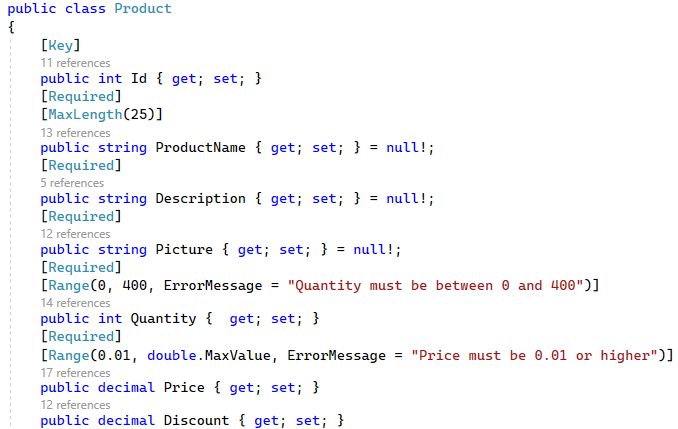 public class Product
{
[Key]
11 references
public int Id { get; set; }
[Required]
[MaxLength(25)]
13 references
public string ProductName { get; set; } = null!;
[Required]
5 references
public string Description { get; set; } = null!;
[Required]
12 references
public string Picture { get; set; } = null!;
[Required]
[Range(0, 400, ErrorMessage = "Quantity must be between 0 and 400")]
14 references
public int Quantity {  get; set; }
[Required]
[Range(0.01, double.MaxValue, ErrorMessage = "Price must be 0.01 or higher")]
17 references
public decimal Price { get; set; }
12 references
public decimal Discount { get; set; }